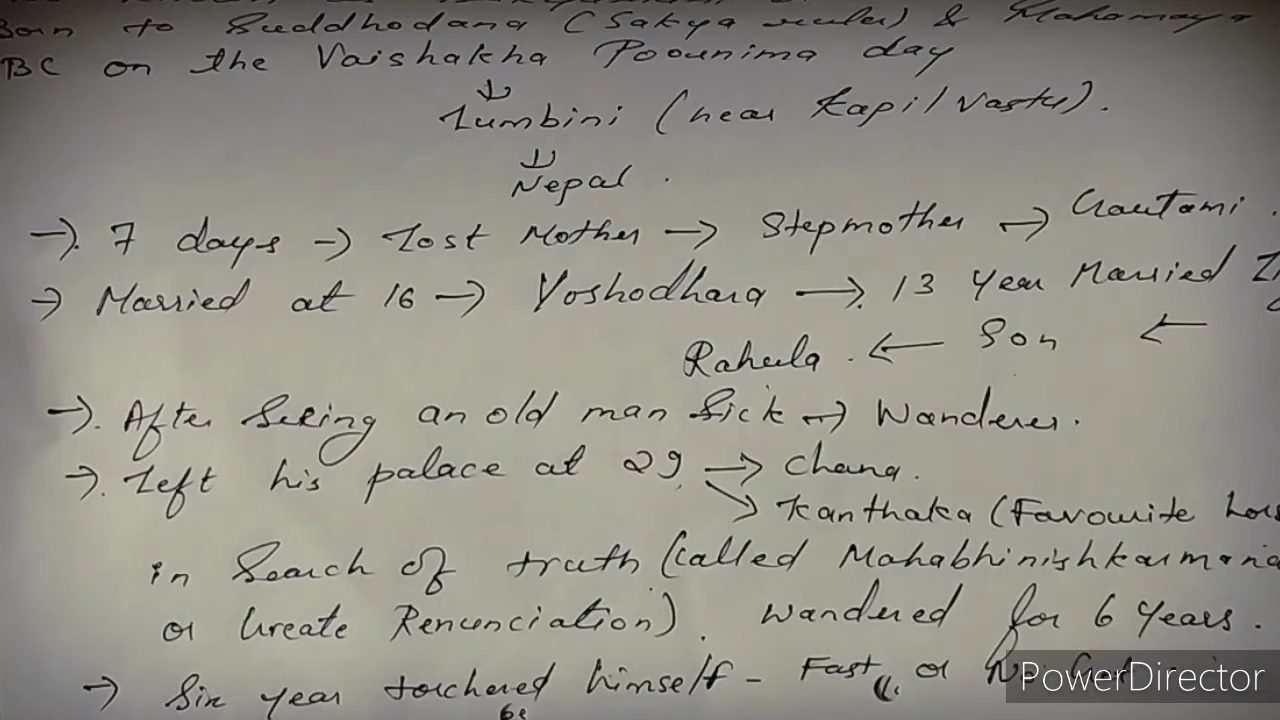 Born to Suddhodana (Sakya ruler) & Mahamaya
BC on the Vaishakha Poounima day
↓
Lumbini (near Kapilvastu).
↓
Nepal.
→. 7 days → Lost Mother → Stepmother → Gautami.
→ Married at 16 → Yoshodhara →. 13 Year Married
Rahula. ← Son ←
→. After Seeing an old man Sick → Wanderer.
→. Left his palace at 29. → Chana.
→ Kanthaka (Favourite
in Search of truth (called Mahabhinishkarmana
or Greate Renunciation). Wandered for 6 Years.
→ Six year torchered himself - Fast or
PowerDirector